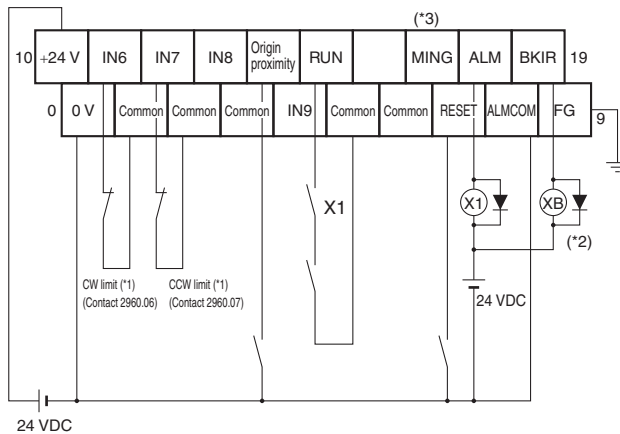 (*3)
10 +24 V IN6 IN7 IN8 Origin proximity RUN MING ALM BKIR 19
0 0 V Common Common Common IN9 Common Common RESET ALMCOM FG 9
X1 X1 XB
(*2)
CW limit (*1)
(Contact 2960.06)
CCW limit (*1)
(Contact 2960.07)
24 VDC
24 VDC